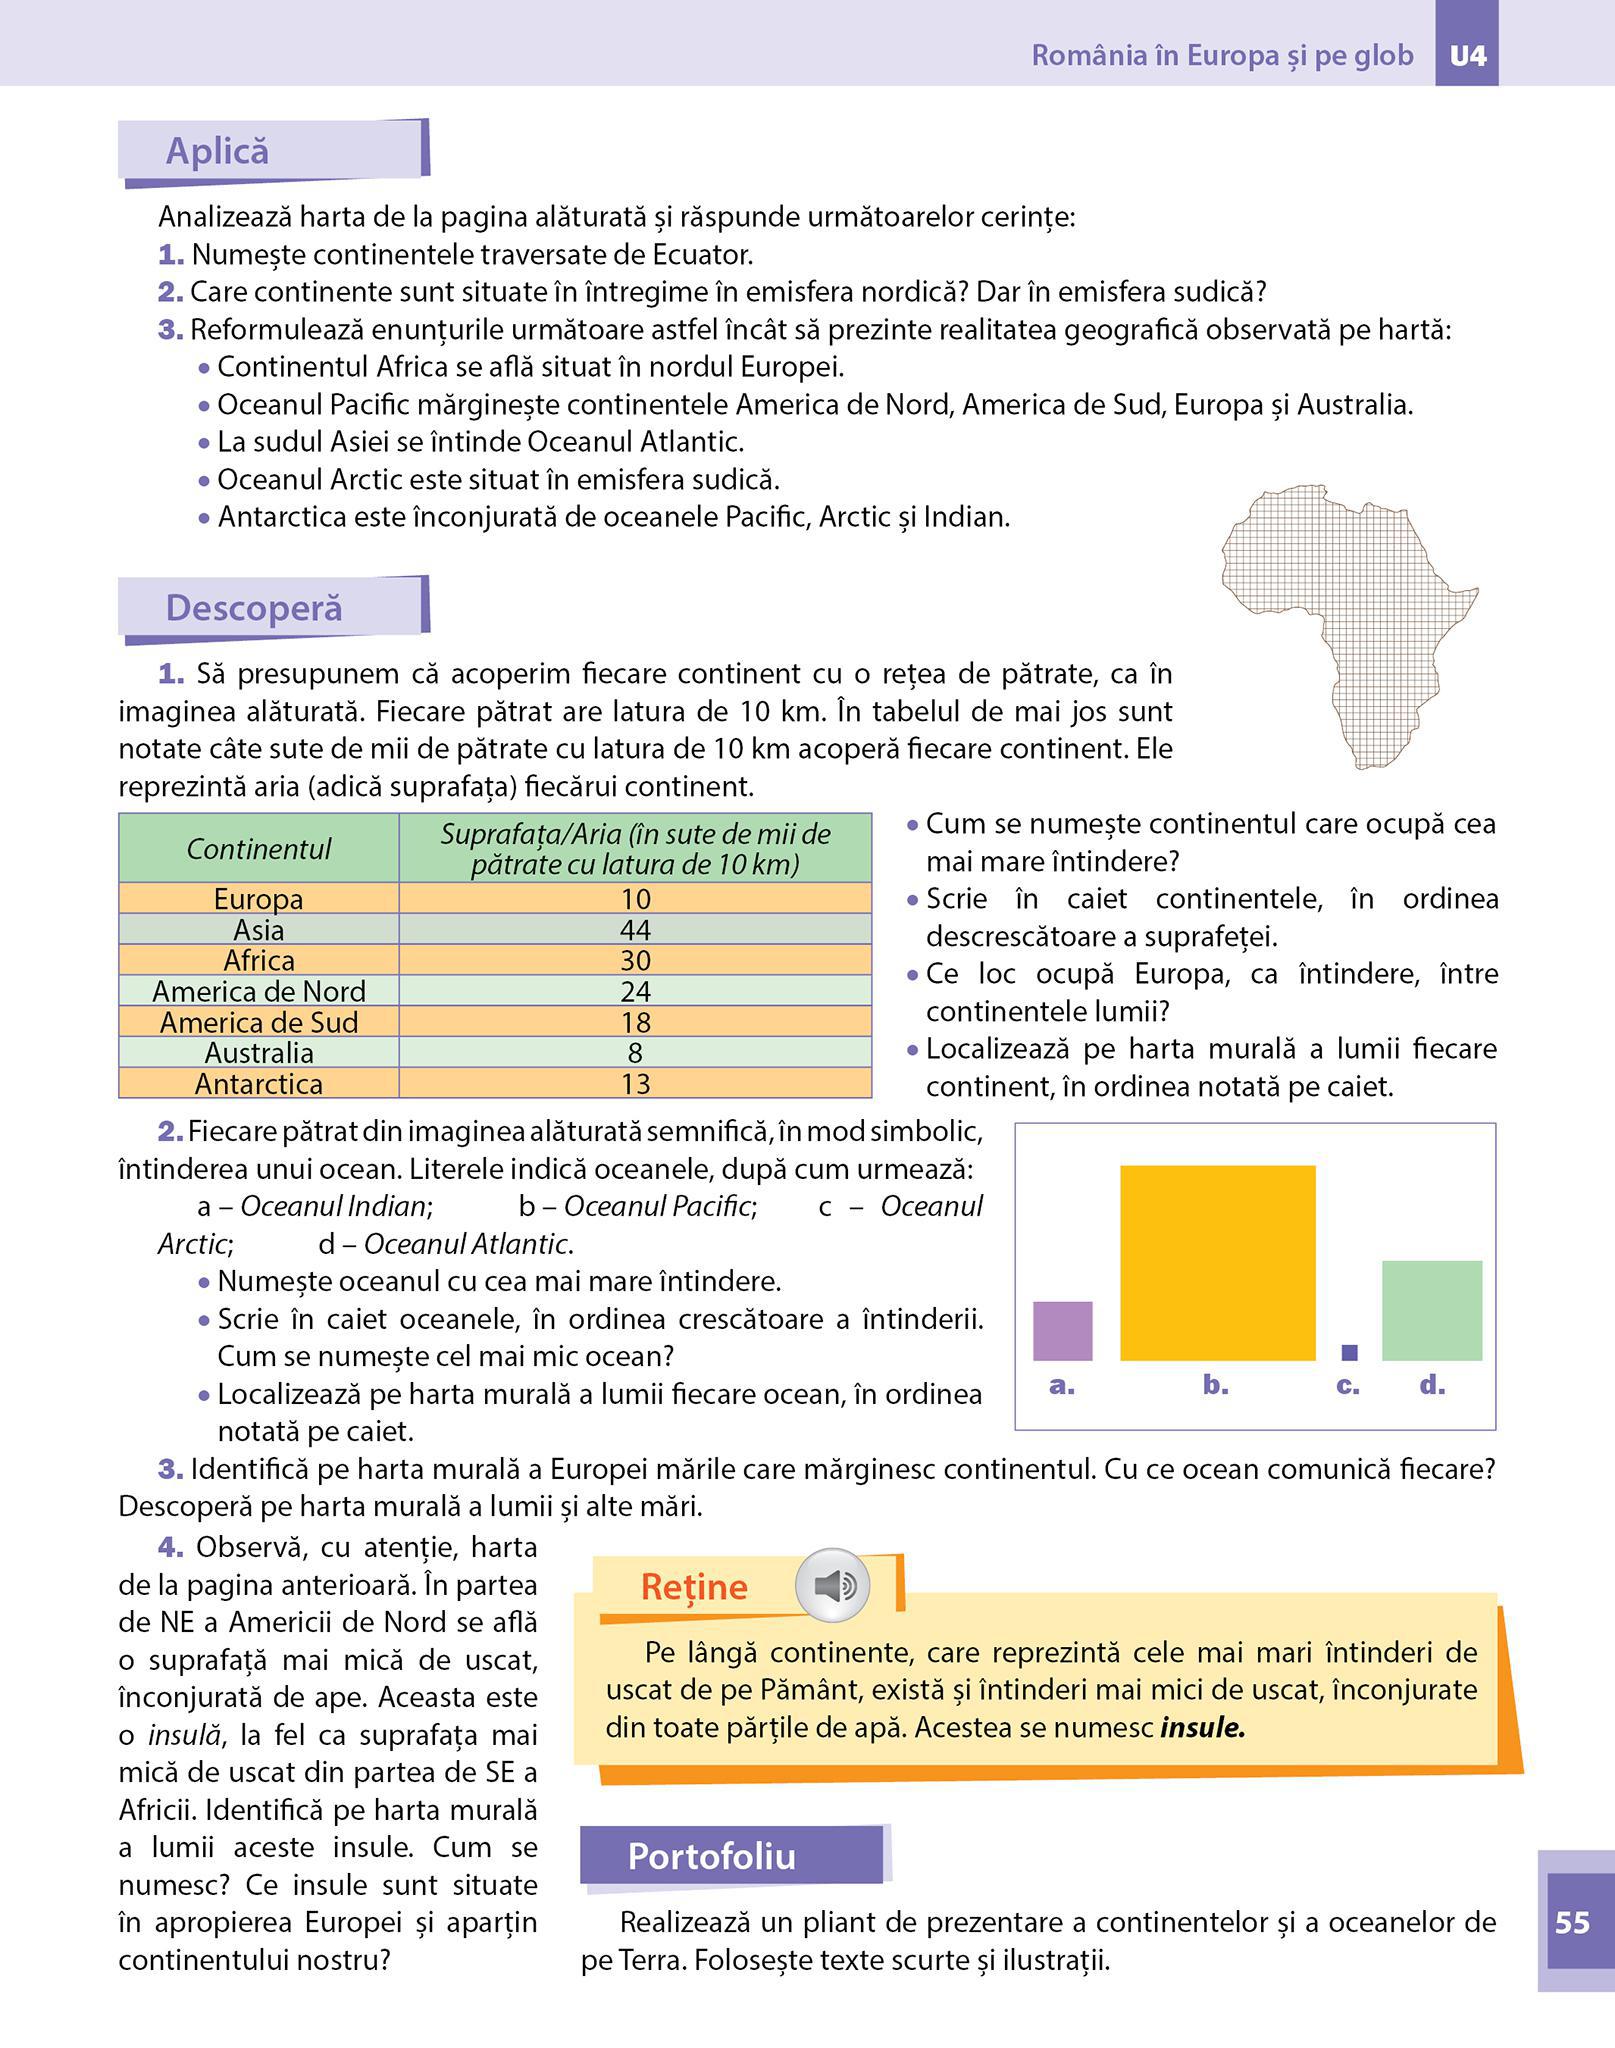 România în Europa și pe glob U4
Aplică
Analizează harta de la pagina alăturată și răspunde următoarelor cerințe:
1. Numește continentele traversate de Ecuator.
2. Care continente sunt situate în întregime în emisfera nordică? Dar în emisfera sudică?
3. Reformulează enunțurile următoare astfel încât să prezinte realitatea geografică observată pe hartă:
• Continentul Africa se află situat în nordul Europei.
• Oceanul Pacific mărginește continentele America de Nord, America de Sud, Europa și Australia.
• La sudul Asiei se întinde Oceanul Atlantic.
• Oceanul Arctic este situat în emisfera sudică.
• Antarctica este înconjurată de oceanele Pacific, Arctic și Indian.
Descoperă
1. Să presupunem că acoperim fiecare continent cu o rețea de pătrate, ca în
imaginea alăturată. Fiecare pătrat are latura de 10 km. În tabelul de mai jos sunt
notate câte sute de mii de pătrate cu latura de 10 km acoperă fiecare continent. Ele
reprezintă aria (adică suprafața) fiecărui continent.
Continentul Suprafața/Aria (în sute de mii de
pătrate cu latura de 10 km)
Europa 10
Asia 44
Africa 30
America de Nord 24
America de Sud 18
Australia 8
Antarctica 13
• Cum se numește continentul care ocupă cea
mai mare întindere?
• Scrie în caiet continentele, în ordinea
descrescătoare a suprafeței.
• Ce loc ocupă Europa, ca întindere, între
continentele lumii?
• Localizează pe harta murală a lumii fiecare
continent, în ordinea notată pe caiet.
2. Fiecare pătrat din imaginea alăturată semnifică, în mod simbolic,
întinderea unui ocean. Literele indică oceanele, după cum urmează:
a – Oceanul Indian; b – Oceanul Pacific; c – Oceanul
Arctic; d – Oceanul Atlantic.
• Numește oceanul cu cea mai mare întindere.
• Scrie în caiet oceanele, în ordinea crescătoare a întinderii.
Cum se numește cel mai mic ocean?
• Localizează pe harta murală a lumii fiecare ocean, în ordinea
notată pe caiet.
a. b. c. d.
3. Identifică pe harta murală a Europei mările care mărginesc continentul. Cu ce ocean comunică fiecare?
Descoperă pe harta murală a lumii și alte mări.
4. Observă, cu atenție, harta
de la pagina anterioară. În partea
de NE a Americii de Nord se află
o suprafață mai mică de uscat,
înconjurată de ape. Aceasta este
o insulă, la fel ca suprafața mai
mică de uscat din partea de SE a
Africii. Identifică pe harta murală
a lumii aceste insule. Cum se
numesc? Ce insule sunt situate
în apropierea Europei și aparțin
continentului nostru?
Reține
Pe lângă continente, care reprezintă cele mai mari întinderi de
uscat de pe Pământ, există și întinderi mai mici de uscat, înconjurate
din toate părțile de apă. Acestea se numesc insule.
Portofoliu
Realizează un pliant de prezentare a continentelor și a oceanelor de
pe Terra. Folosește texte scurte și ilustrații.
55